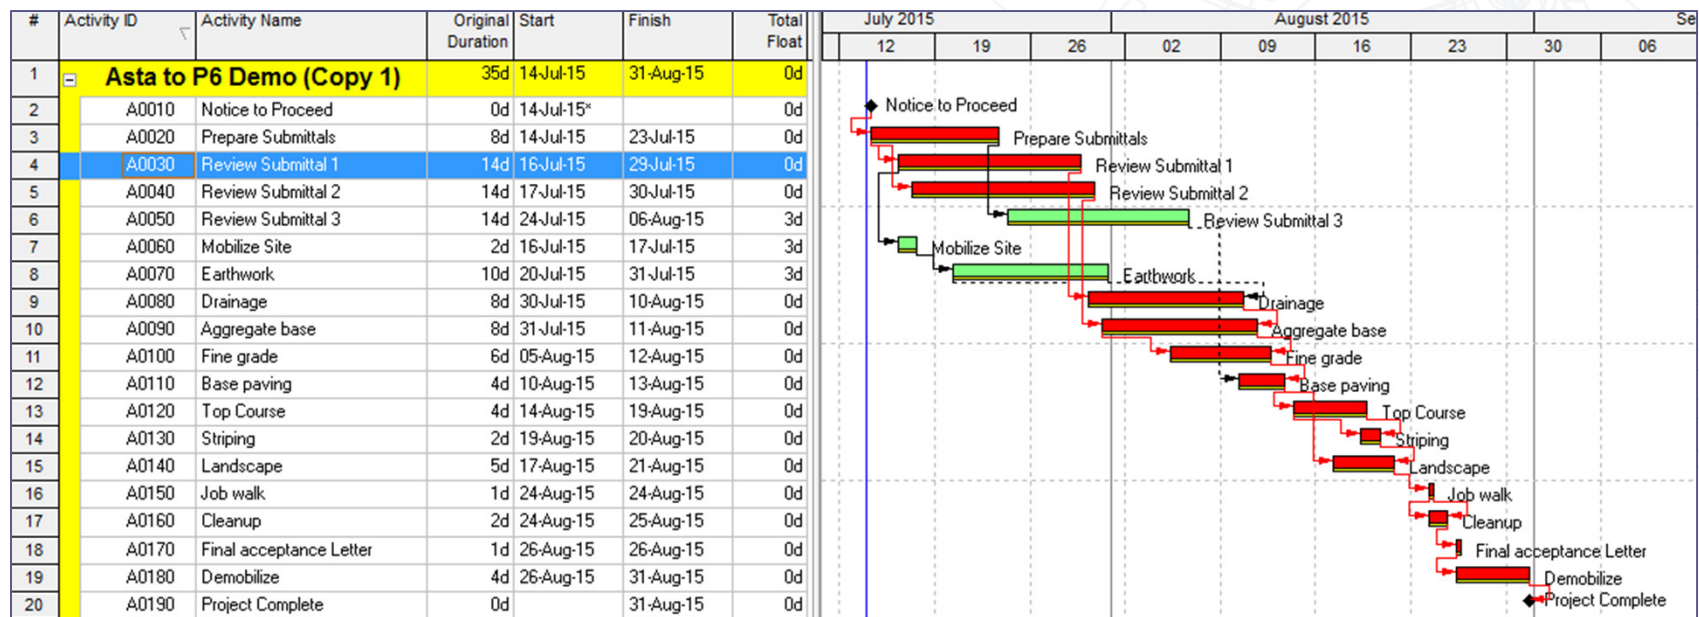 # Activity ID Activity Name Original Duration Start Finish Total Float
July 2015 August 2015 Se
12 19 26 02 09 16 23 30 06
1 Asta to P6 Demo (Copy 1) 35d 14-Jul-15 31-Aug-15 0d
2 A0010 Notice to Proceed 0d 14-Jul-15* 0d Notice to Proceed
3 A0020 Prepare Submittals 8d 14-Jul-15 23-Jul-15 0d Prepare Submittals
4 A0030 Review Submittal 1 14d 16-Jul-15 29-Jul-15 0d Review Submittal 1
5 A0040 Review Submittal 2 14d 17-Jul-15 30-Jul-15 0d Review Submittal 2
6 A0050 Review Submittal 3 14d 24-Jul-15 06-Aug-15 3d Review Submittal 3
7 A0060 Mobilize Site 2d 16-Jul-15 17-Jul-15 3d Mobilize Site
8 A0070 Earthwork 10d 20-Jul-15 31-Jul-15 3d Earthwork
9 A0080 Drainage 8d 30-Jul-15 10-Aug-15 0d Drainage
10 A0090 Aggregate base 8d 31-Jul-15 11-Aug-15 0d Aggregate base
11 A0100 Fine grade 6d 05-Aug-15 12-Aug-15 0d Fine grade
12 A0110 Base paving 4d 10-Aug-15 13-Aug-15 0d Base paving
13 A0120 Top Course 4d 14-Aug-15 19-Aug-15 0d Top Course
14 A0130 Striping 2d 19-Aug-15 20-Aug-15 0d Striping
15 A0140 Landscape 5d 17-Aug-15 21-Aug-15 0d Landscape
16 A0150 Job walk 1d 24-Aug-15 24-Aug-15 0d Job walk
17 A0160 Cleanup 2d 24-Aug-15 25-Aug-15 0d Cleanup
18 A0170 Final acceptance Letter 1d 26-Aug-15 26-Aug-15 0d Final acceptance Letter
19 A0180 Demobilize 4d 26-Aug-15 31-Aug-15 0d Demobilize
20 A0190 Project Complete 0d 31-Aug-15 0d Project Complete